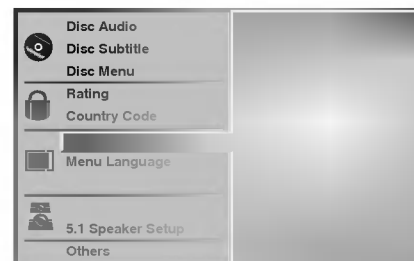 Disc Audio
Disc Subtitle
Disc Menu
Rating
Country Code
Menu Language
5.1 Speaker Setup
Others